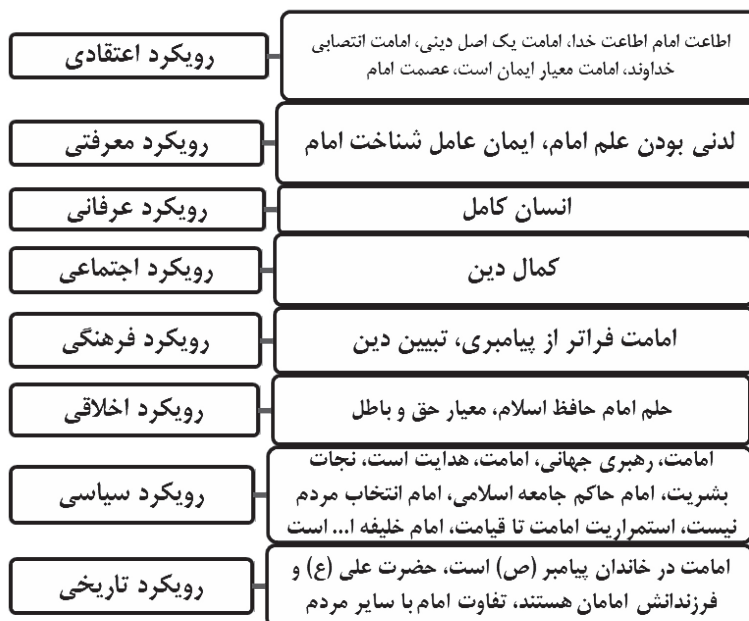 رویکرد اعتقادی
اطاعت امام اطاعت خدا، امامت یک اصل دینی، امامت انتصابی
خداوند، امامت معیار ایمان است، عصمت امام
رویکرد معرفتی
لدنی بودن علم امام، ایمان عامل شناخت امام
رویکرد عرفانی
انسان کامل
رویکرد اجتماعی
کمال دین
رویکرد فرهنگی
امامت فراتر از پیامبری، تبیین دین
رویکرد اخلاقی
حلم امام حافظ اسلام، معیار حق و باطل
رویکرد سیاسی
امامت، رهبری جهانی، امامت، هدایت است، نجات
بشریت، امام حاکم جامعه اسلامی، امام انتخاب مردم
نیست، استمراریت امامت تا قیامت، امام خلیفه ا... است
رویکرد تاریخی
امامت در خاندان پیامبر (ص) است، حضرت علی (ع) و
فرزندانش امامان هستند، تفاوت امام با سایر مردم